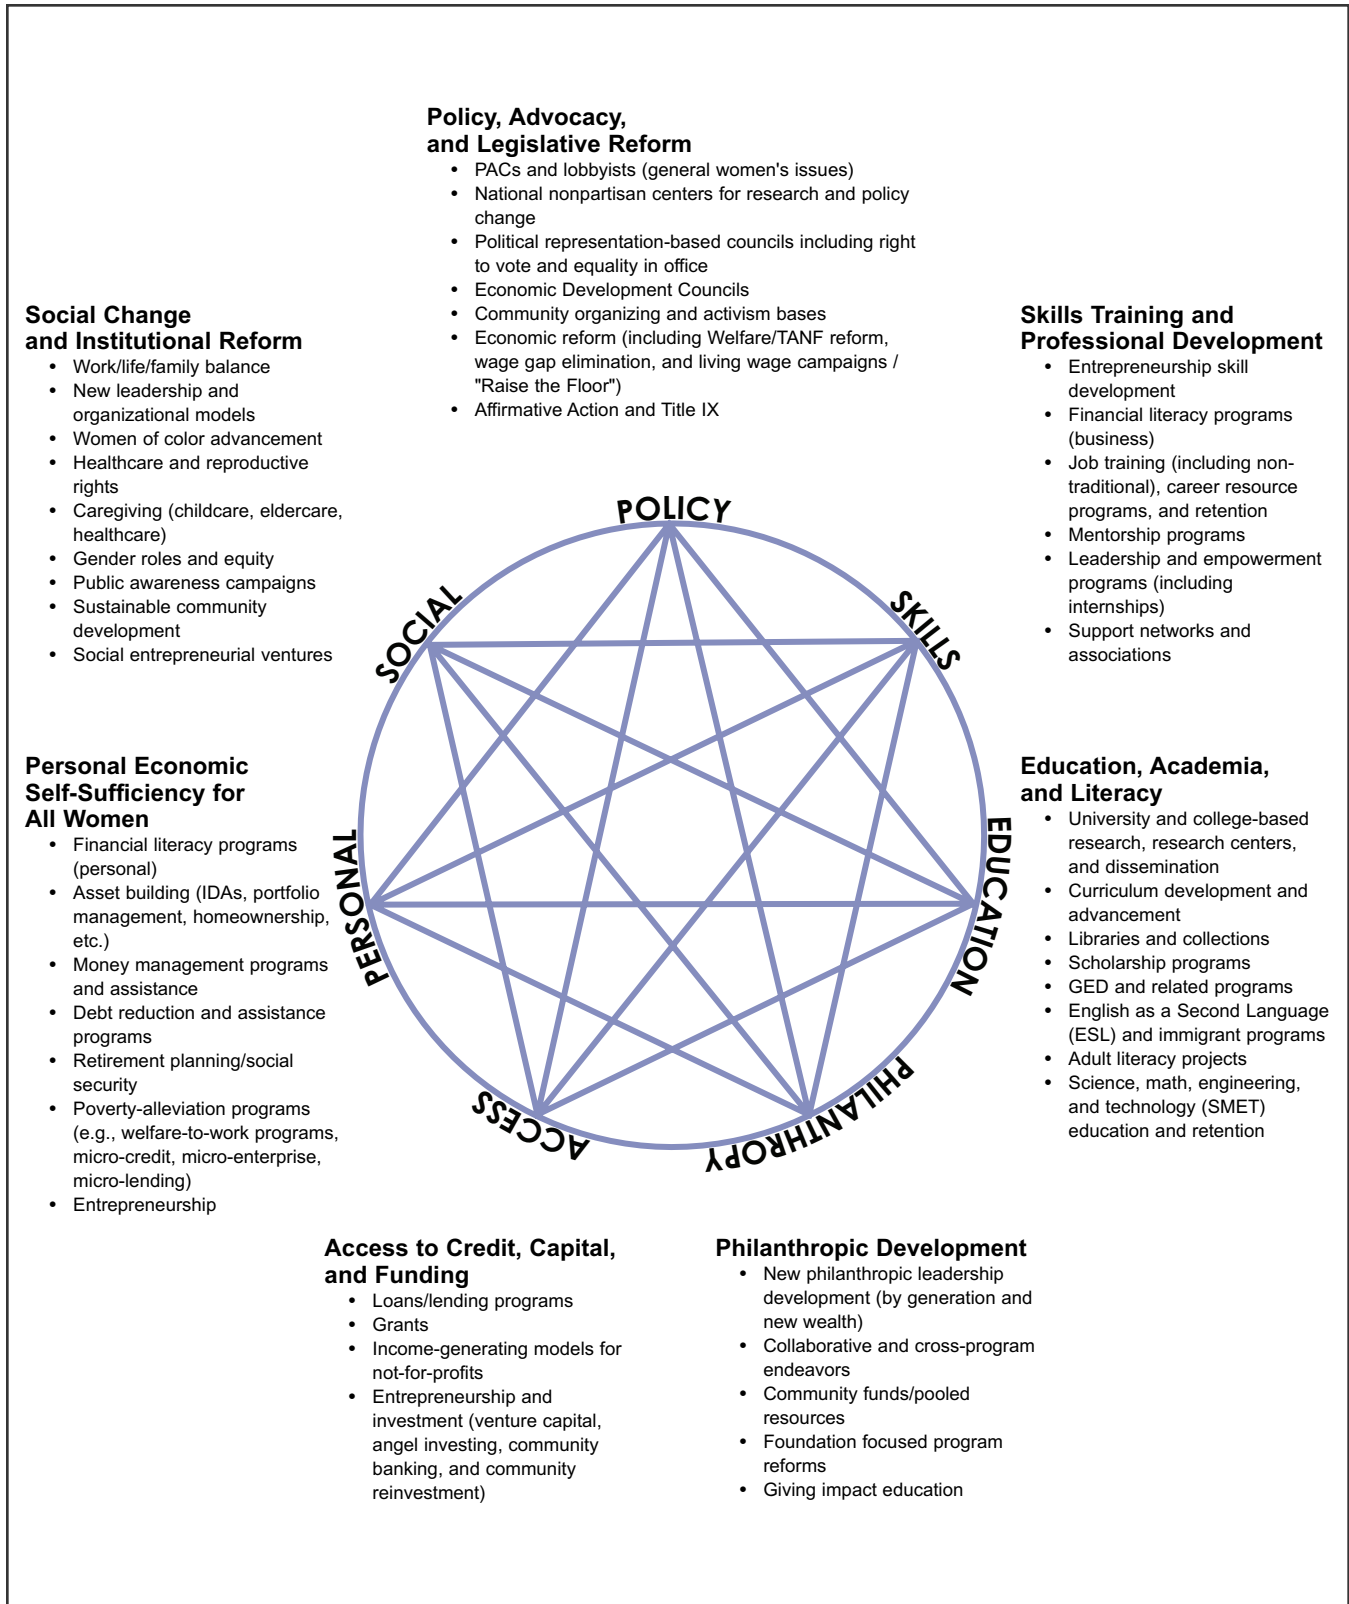 Policy, Advocacy,
and Legislative Reform
• PACs and lobbyists (general women's issues)
• National nonpartisan centers for research and policy
change
• Political representation-based councils including right
to vote and equality in office
• Economic Development Councils
• Community organizing and activism bases
• Economic reform (including Welfare/TANF reform,
wage gap elimination, and living wage campaigns /
"Raise the Floor")
• Affirmative Action and Title IX
Social Change
and Institutional Reform
• Work/life/family balance
• New leadership and
organizational models
• Women of color advancement
• Healthcare and reproductive
rights
• Caregiving (childcare, eldercare,
healthcare)
• Gender roles and equity
• Public awareness campaigns
• Sustainable community
development
• Social entrepreneurial ventures
Skills Training and
Professional Development
• Entrepreneurship skill
development
• Financial literacy programs
(business)
• Job training (including non-
traditional), career resource
programs, and retention
• Mentorship programs
• Leadership and empowerment
programs (including
internships)
• Support networks and
associations
POLICY
SOCIAL
SKILLS
PERSONAL
EDUCATION
ACCESS
PHILANTHROPY
Personal Economic
Self-Sufficiency for
All Women
• Financial literacy programs
(personal)
• Asset building (IDAs, portfolio
management, homeownership,
etc.)
• Money management programs
and assistance
• Debt reduction and assistance
programs
• Retirement planning/social
security
• Poverty-alleviation programs
(e.g., welfare-to-work programs,
micro-credit, micro-enterprise,
micro-lending)
• Entrepreneurship
Education, Academia,
and Literacy
• University and college-based
research, research centers,
and dissemination
• Curriculum development and
advancement
• Libraries and collections
• Scholarship programs
• GED and related programs
• English as a Second Language
(ESL) and immigrant programs
• Adult literacy projects
• Science, math, engineering,
and technology (SMET)
education and retention
Access to Credit, Capital,
and Funding
• Loans/lending programs
• Grants
• Income-generating models for
not-for-profits
• Entrepreneurship and
investment (venture capital,
angel investing, community
banking, and community
reinvestment)
Philanthropic Development
• New philanthropic leadership
development (by generation and
new wealth)
• Collaborative and cross-program
endeavors
• Community funds/pooled
resources
• Foundation focused program
reforms
• Giving impact education